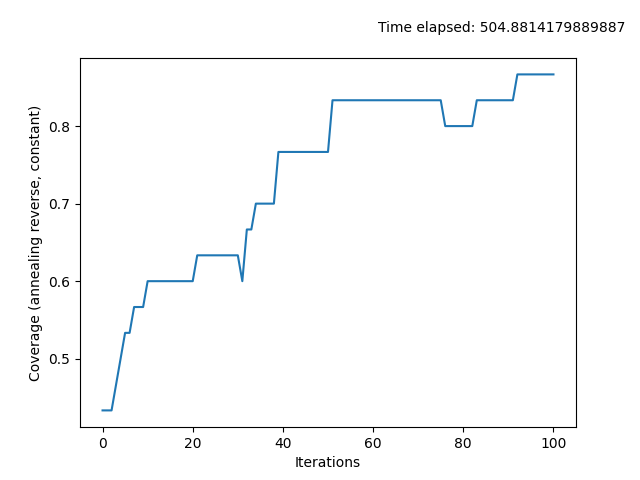 Time elapsed: 504.8814179889887
Coverage (annealing reverse, constant)
0.8
0.7
0.6
0.5
0 20 40 60 80 100
Iterations